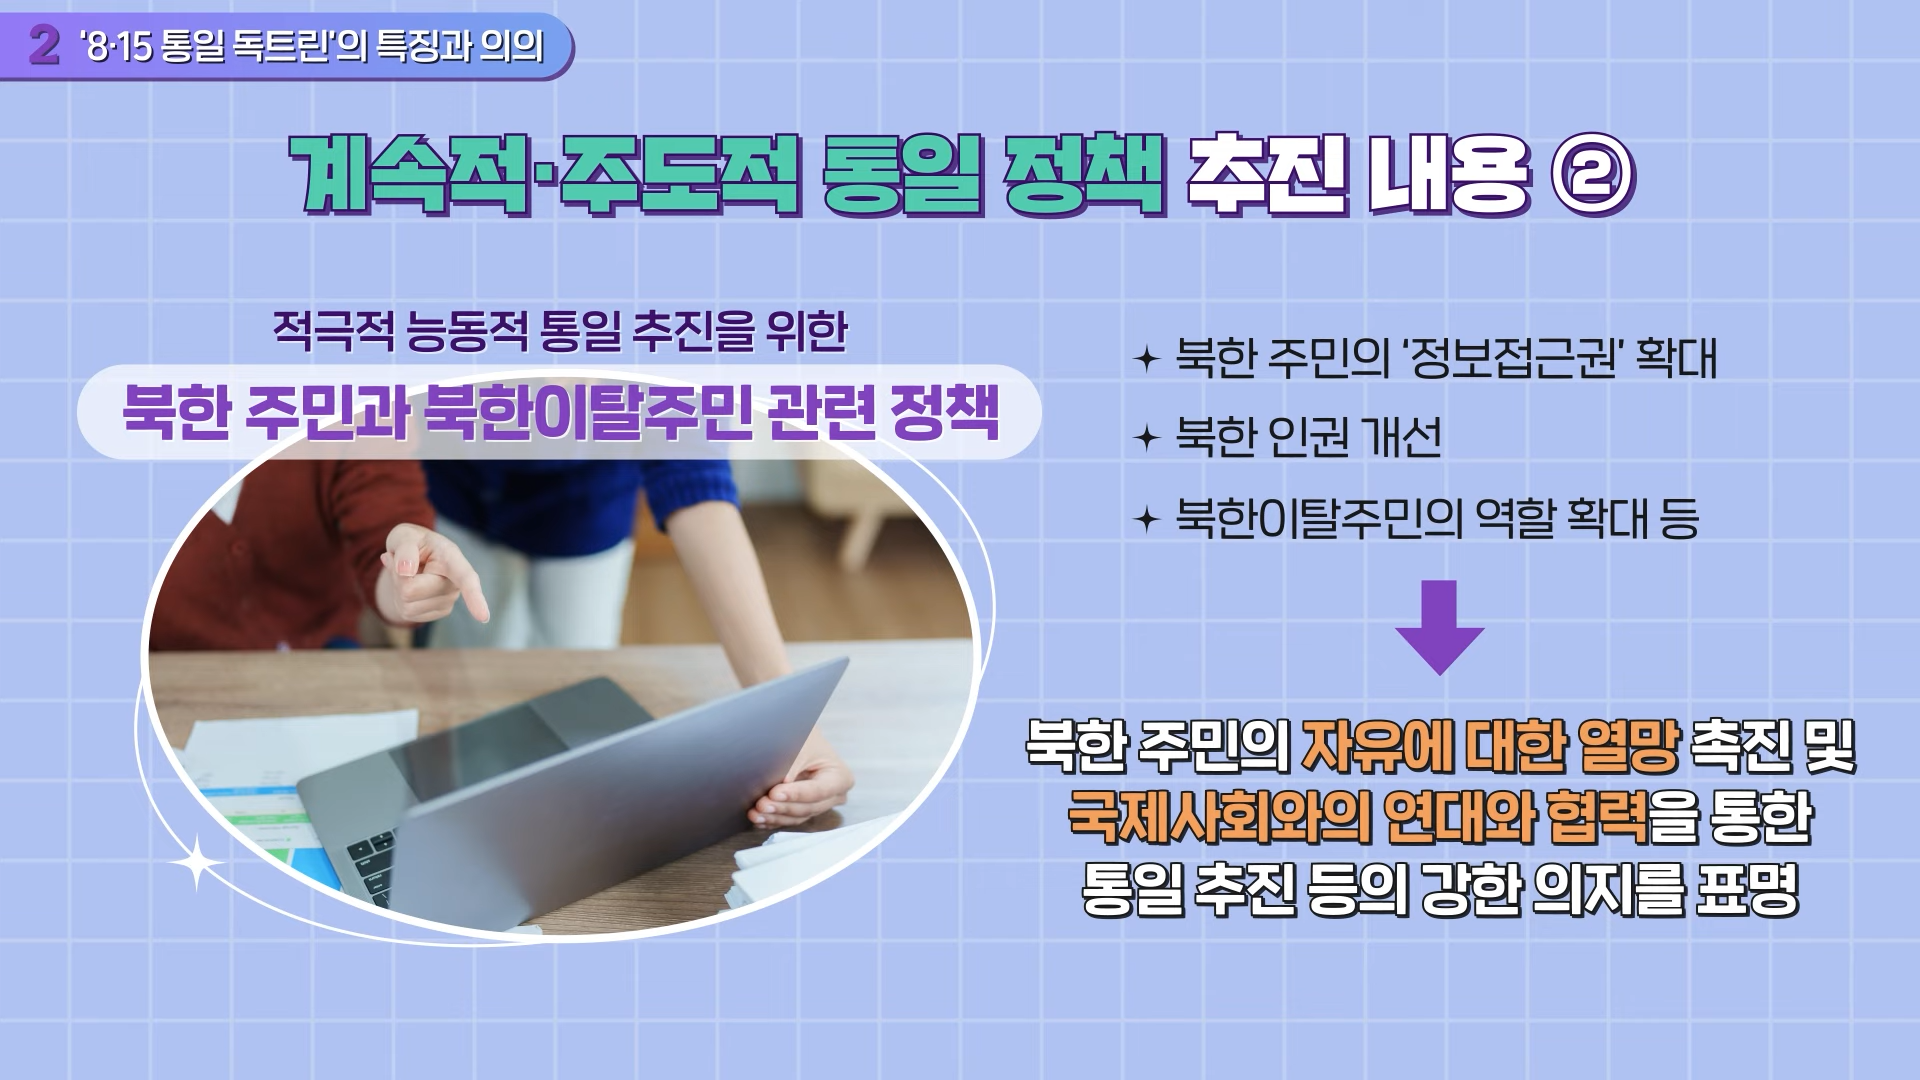 2 '8·15 통일 독트린'의 특징과 의의
계속적·주도적 통일 정책 추진 내용 ②
적극적 능동적 통일 추진을 위한
북한 주민과 북한이탈주민 관련 정책
북한 주민의 '정보접근권' 확대
북한 인권 개선
북한이탈주민의 역할 확대 등
북한 주민의 자유에 대한 열망 촉진 및
국제사회와의 연대와 협력을 통한
통일 추진 등의 강한 의지를 표명